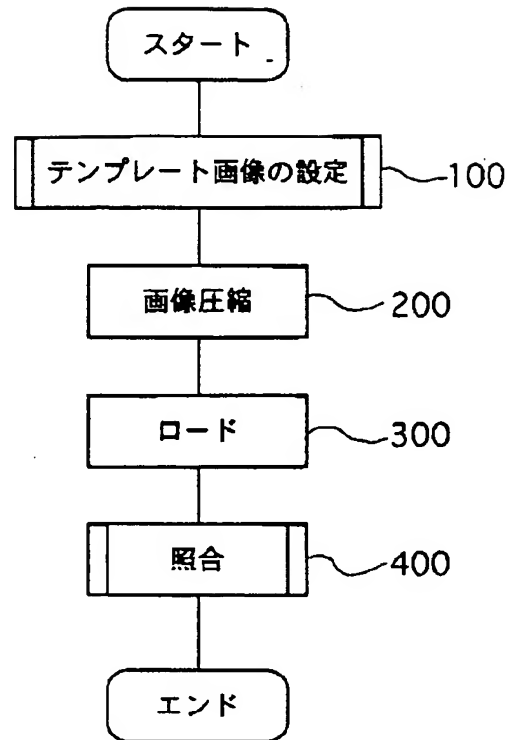 スタート
テンプレート画像の設定 100
画像圧縮 200
ロード 300
照合 400
エンド